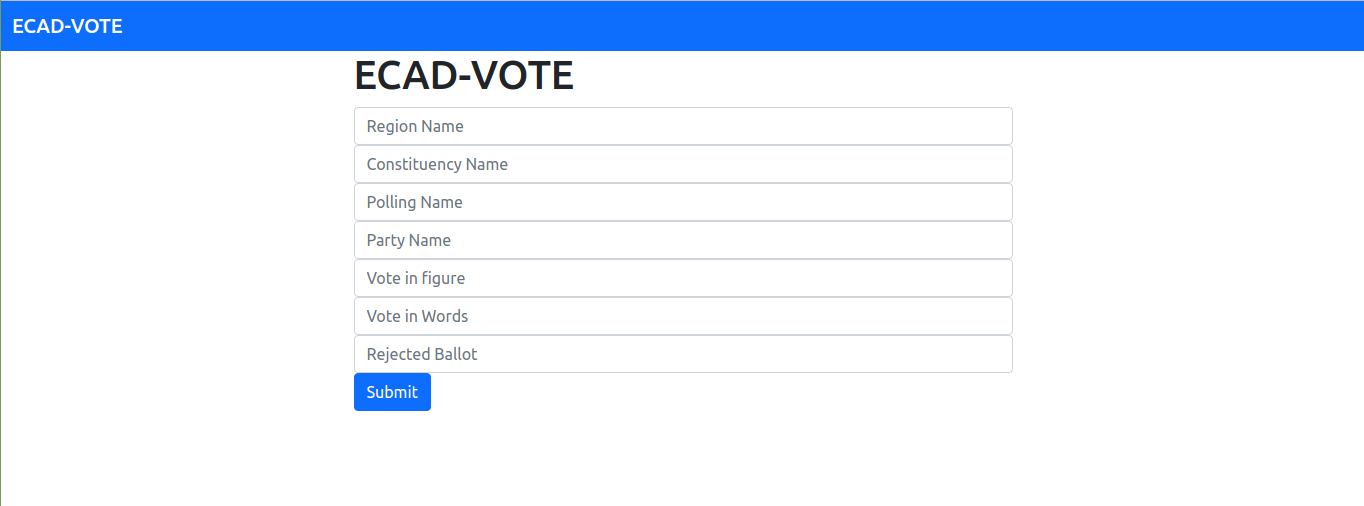 ECAD-VOTE
ECAD-VOTE
Region Name
Constituency Name
Polling Name
Party Name
Vote in figure
Vote in Words
Rejected Ballot
Submit